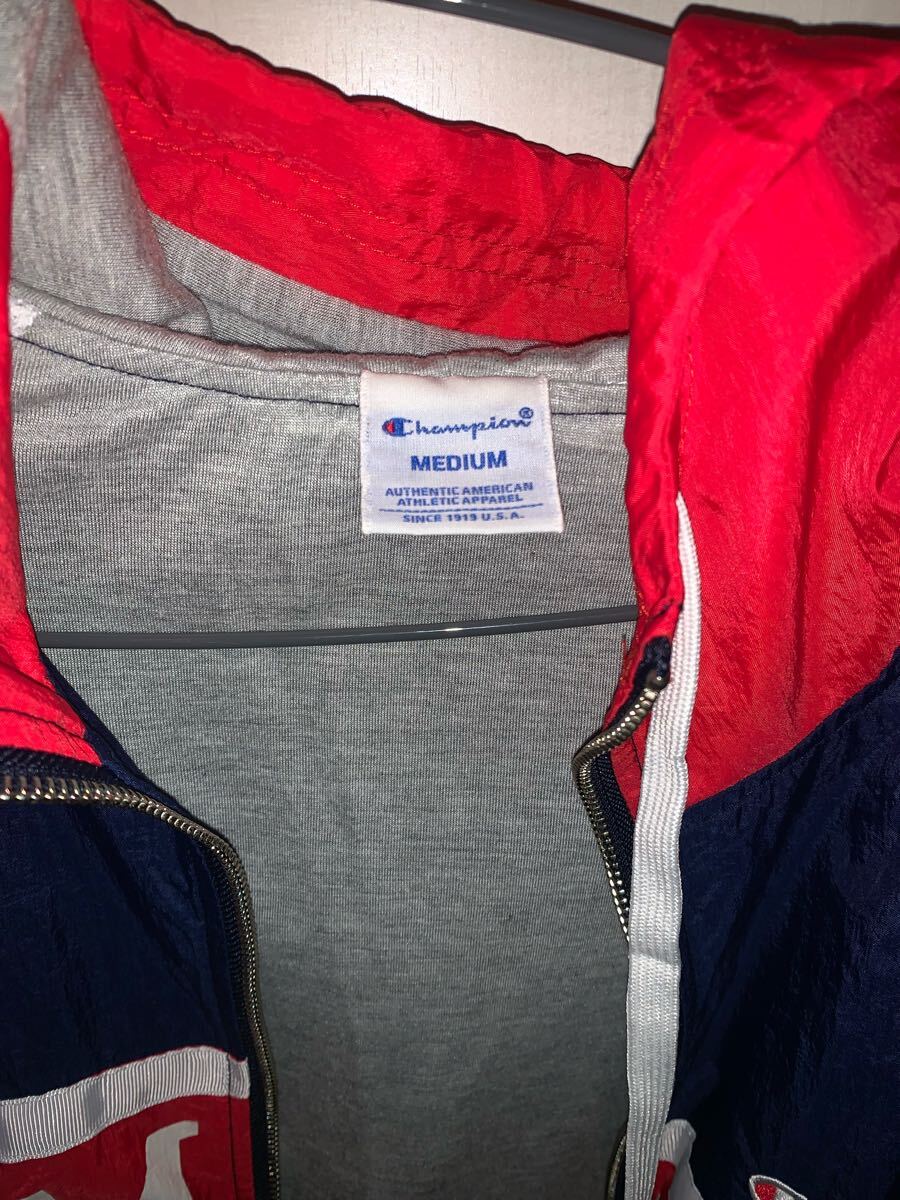 Champion®
MEDIUM
AUTHENTIC AMERICAN
ATHLETIC APPAREL
SINCE 1919 U.S.A.